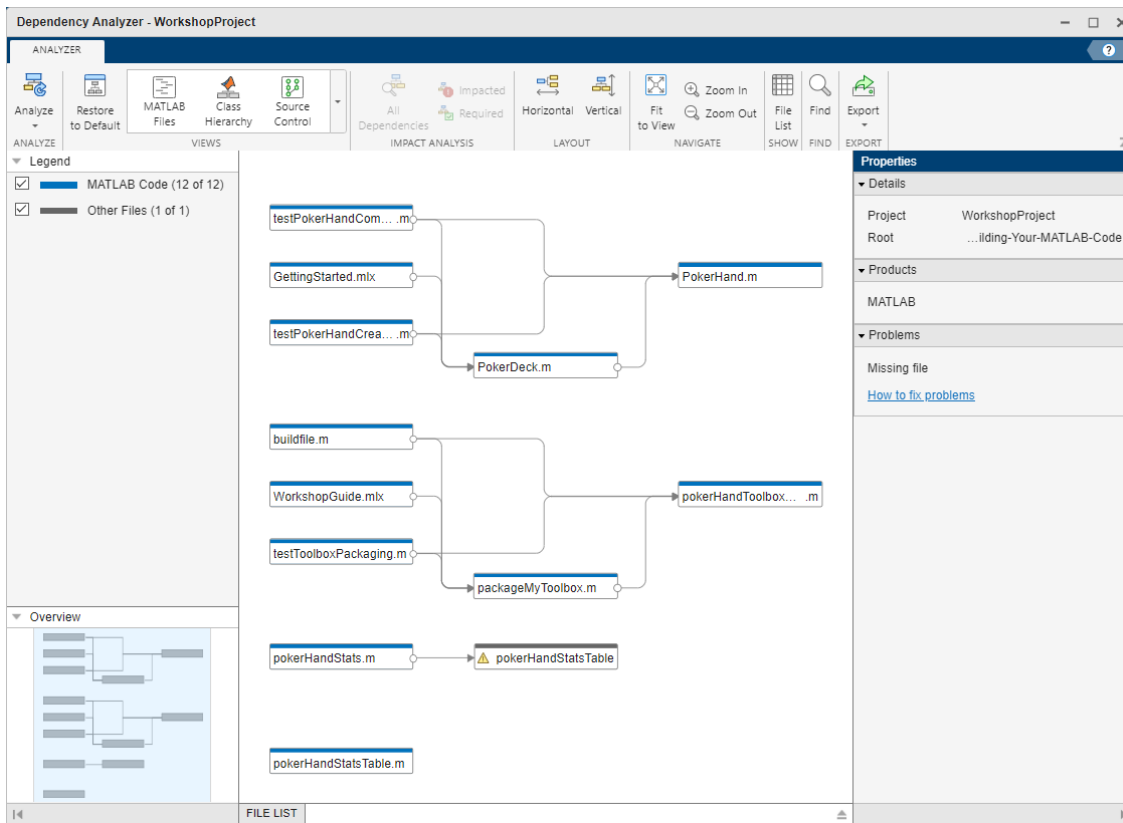 Dependency Analyzer - WorkshopProject
ANALYZER
?
Analyze
Restore
to Default
MATLAB
Files
Class
Hierarchy
Source
Control
All
Dependencies
Impacted
Required
Horizontal
Vertical
Fit
to View
Zoom In
Zoom Out
File
List
Find
Export
ANALYZE
VIEWS
IMPACT ANALYSIS
LAYOUT
NAVIGATE
SHOW
FIND
EXPORT
Legend
MATLAB Code (12 of 12)
Other Files (1 of 1)
testPokerHandCom... .m
GettingStarted.mlx
testPokerHandCrea... .m
PokerHand.m
PokerDeck.m
buildfile.m
WorkshopGuide.mlx
testToolboxPackaging.m
pokerHandToolbox... .m
packageMyToolbox.m
pokerHandStats.m
pokerHandStatsTable
pokerHandStatsTable.m
Properties
Details
Project WorkshopProject
Root ...ilding-Your-MATLAB-Code
Products
MATLAB
Problems
Missing file
How to fix problems
Overview
FILE LIST